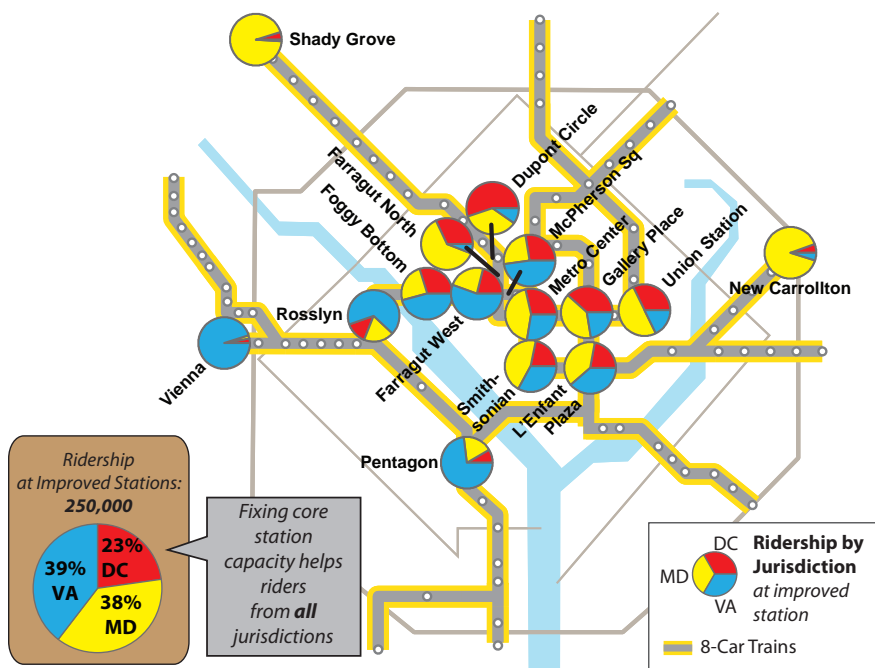 Shady Grove
Dupont Circle
Farragut North
McPherson Sq
Foggy Bottom
Metro Center
Gallery Place
Union Station
New Carrollton
Rosslyn
Farragut West
Vienna
Smith-
sonian
L'Enfant
Plaza
Pentagon
Ridership
at Improved Stations:
250,000
23%
DC
39%
VA
38%
MD
Fixing core
station
capacity helps
riders
from all
jurisdictions
DC
MD
VA
Ridership by
Jurisdiction
at improved
station
8-Car Trains